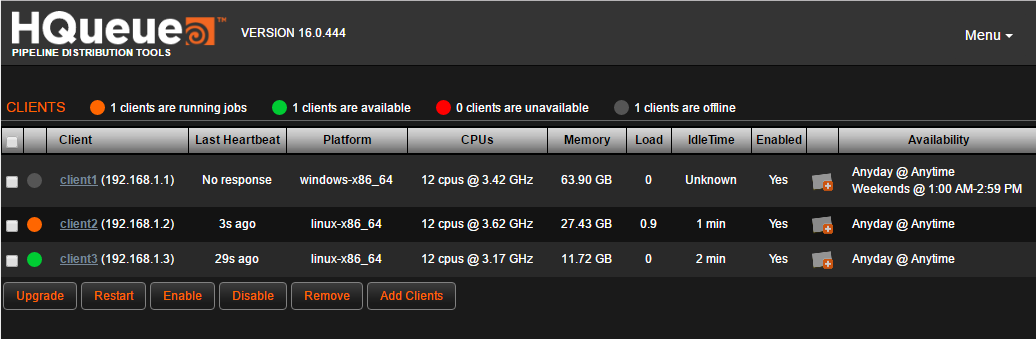 HQueue™
VERSION 16.0.444
PIPELINE DISTRIBUTION TOOLS
Menu
CLIENTS 1 clients are running jobs 1 clients are available 0 clients are unavailable 1 clients are offline
Client Last Heartbeat Platform CPUs Memory Load IdleTime Enabled Availability
client1 (192.168.1.1) No response windows-x86_64 12 cpus @ 3.42 GHz 63.90 GB 0 Unknown Yes Anyday @ Anytime
Weekends @ 1:00 AM-2:59 PM
client2 (192.168.1.2) 3s ago linux-x86_64 12 cpus @ 3.62 GHz 27.43 GB 0.9 1 min Yes Anyday @ Anytime
client3 (192.168.1.3) 29s ago linux-x86_64 12 cpus @ 3.17 GHz 11.72 GB 0 2 min Yes Anyday @ Anytime
Upgrade Restart Enable Disable Remove Add Clients